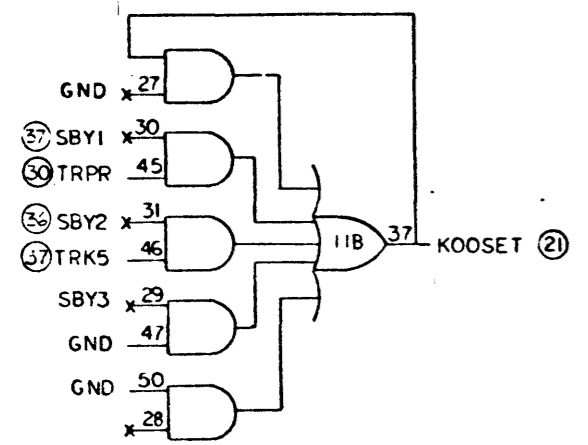 GND 27
37 SBY1 30
30 TRPR 45
36 SBY2 31
37 TRK5 46
11B 37 KOOSET 21
SBY3 29
GND 47
GND 50
28